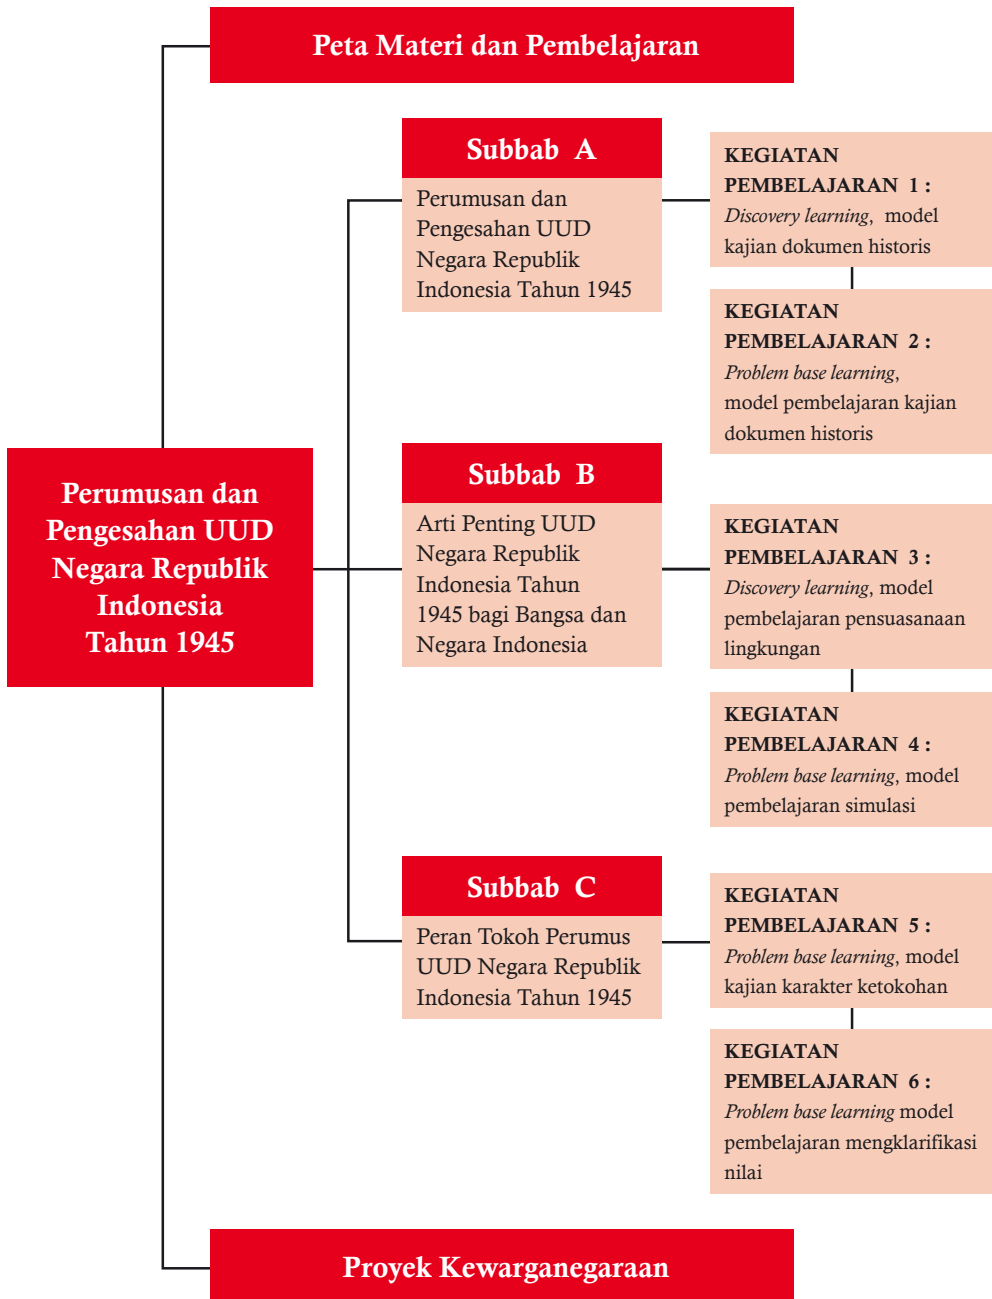 Peta Materi dan Pembelajaran
Subbab A
Perumusan dan
Pengesahan UUD
Negara Republik
Indonesia Tahun 1945
KEGIATAN
PEMBELAJARAN 1 :
Discovery learning, model
kajian dokumen historis
KEGIATAN
PEMBELAJARAN 2 :
Problem base learning,
model pembelajaran kajian
dokumen historis
Perumusan dan
Pengesahan UUD
Negara Republik
Indonesia
Tahun 1945
Subbab B
Arti Penting UUD
Negara Republik
Indonesia Tahun
1945 bagi Bangsa dan
Negara Indonesia
KEGIATAN
PEMBELAJARAN 3 :
Discovery learning, model
pembelajaran pensuasanaan
lingkungan
KEGIATAN
PEMBELAJARAN 4 :
Problem base learning, model
pembelajaran simulasi
Subbab C
Peran Tokoh Perumus
UUD Negara Republik
Indonesia Tahun 1945
KEGIATAN
PEMBELAJARAN 5 :
Problem base learning, model
kajian karakter ketokohan
KEGIATAN
PEMBELAJARAN 6 :
Problem base learning model
pembelajaran mengklarifikasi
nilai
Proyek Kewarganegaraan